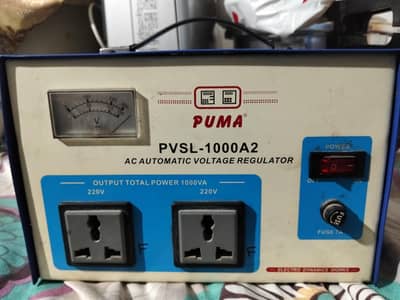 PUMA
PVSL-1000A2
AC AUTOMATIC VOLTAGE REGULATOR
V
OUTPUT TOTAL POWER 1000VA
220V 220V
POWER
FUSE
ELECTRO DYNAMICS WORKS